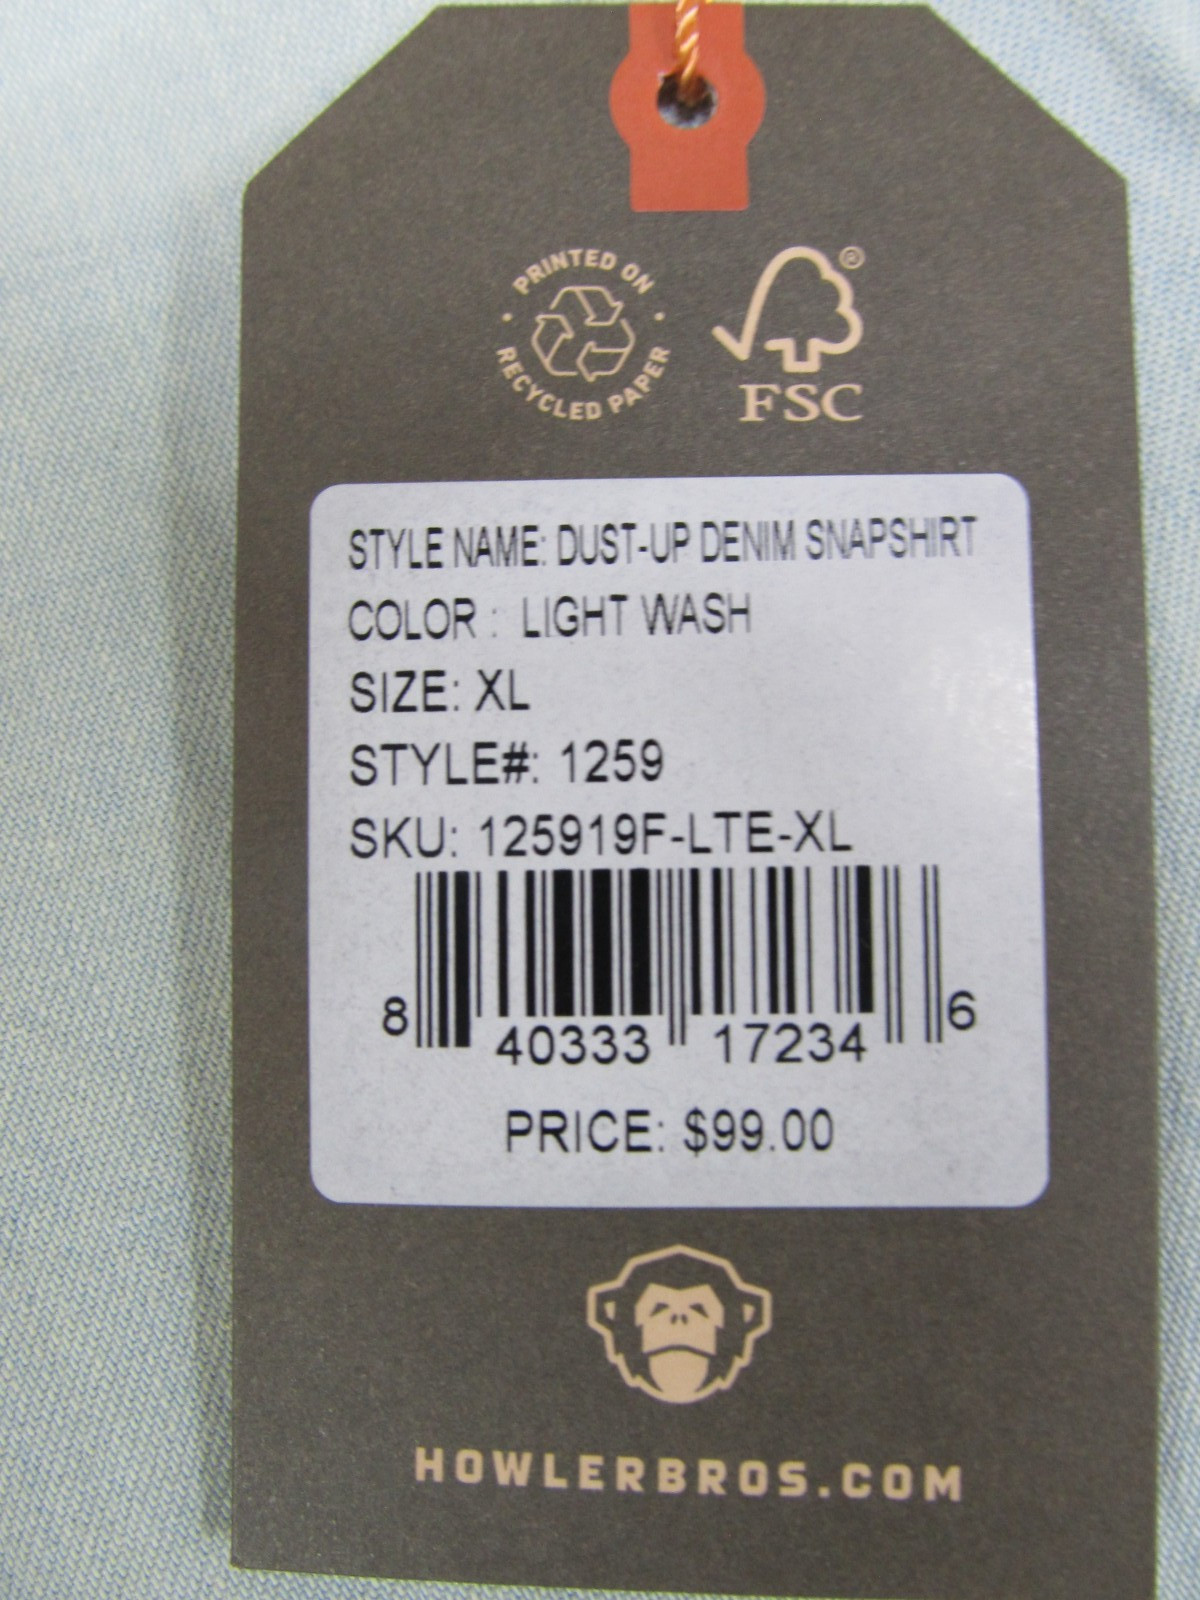 PRINTED ON
RECYCLED PAPER
®
FSC
STYLE NAME: DUST-UP DENIM SNAPSHIRT
COLOR : LIGHT WASH
SIZE: XL
STYLE#: 1259
SKU: 125919F-LTE-XL
8 40333 17234 6
PRICE: $99.00
HOWLERBROS.COM